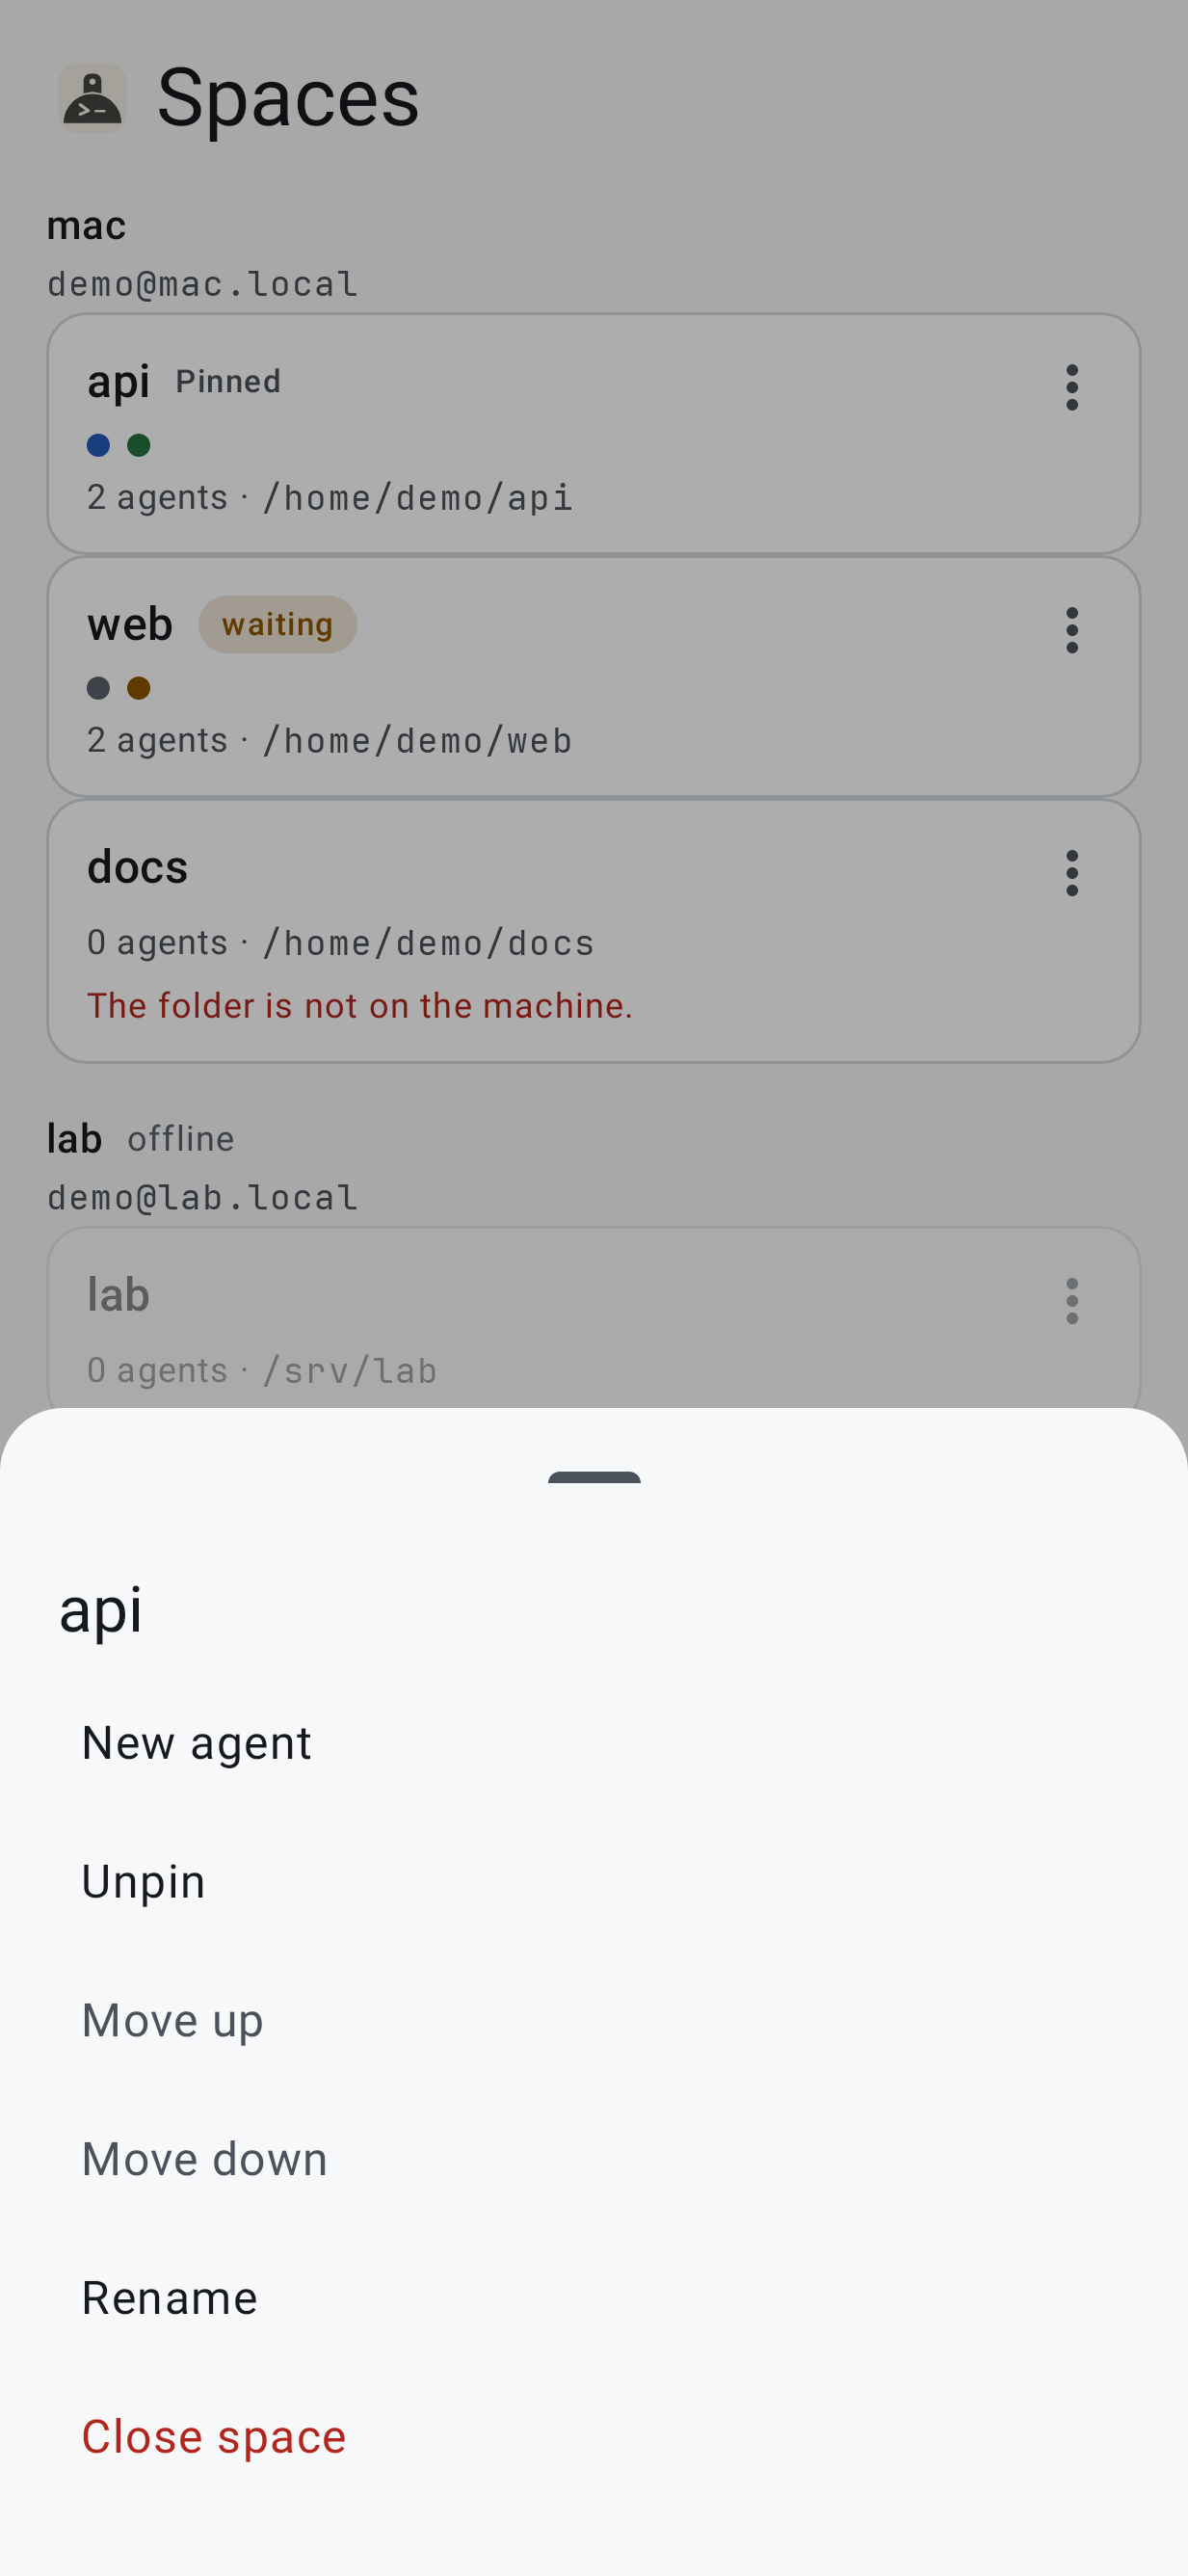 >_ Spaces
mac
demo@mac.local
api Pinned
2 agents · /home/demo/api
web waiting
2 agents · /home/demo/web
docs
0 agents · /home/demo/docs
The folder is not on the machine.
lab offline
demo@lab.local
lab
0 agents · /srv/lab
api
New agent
Unpin
Move up
Move down
Rename
Close space